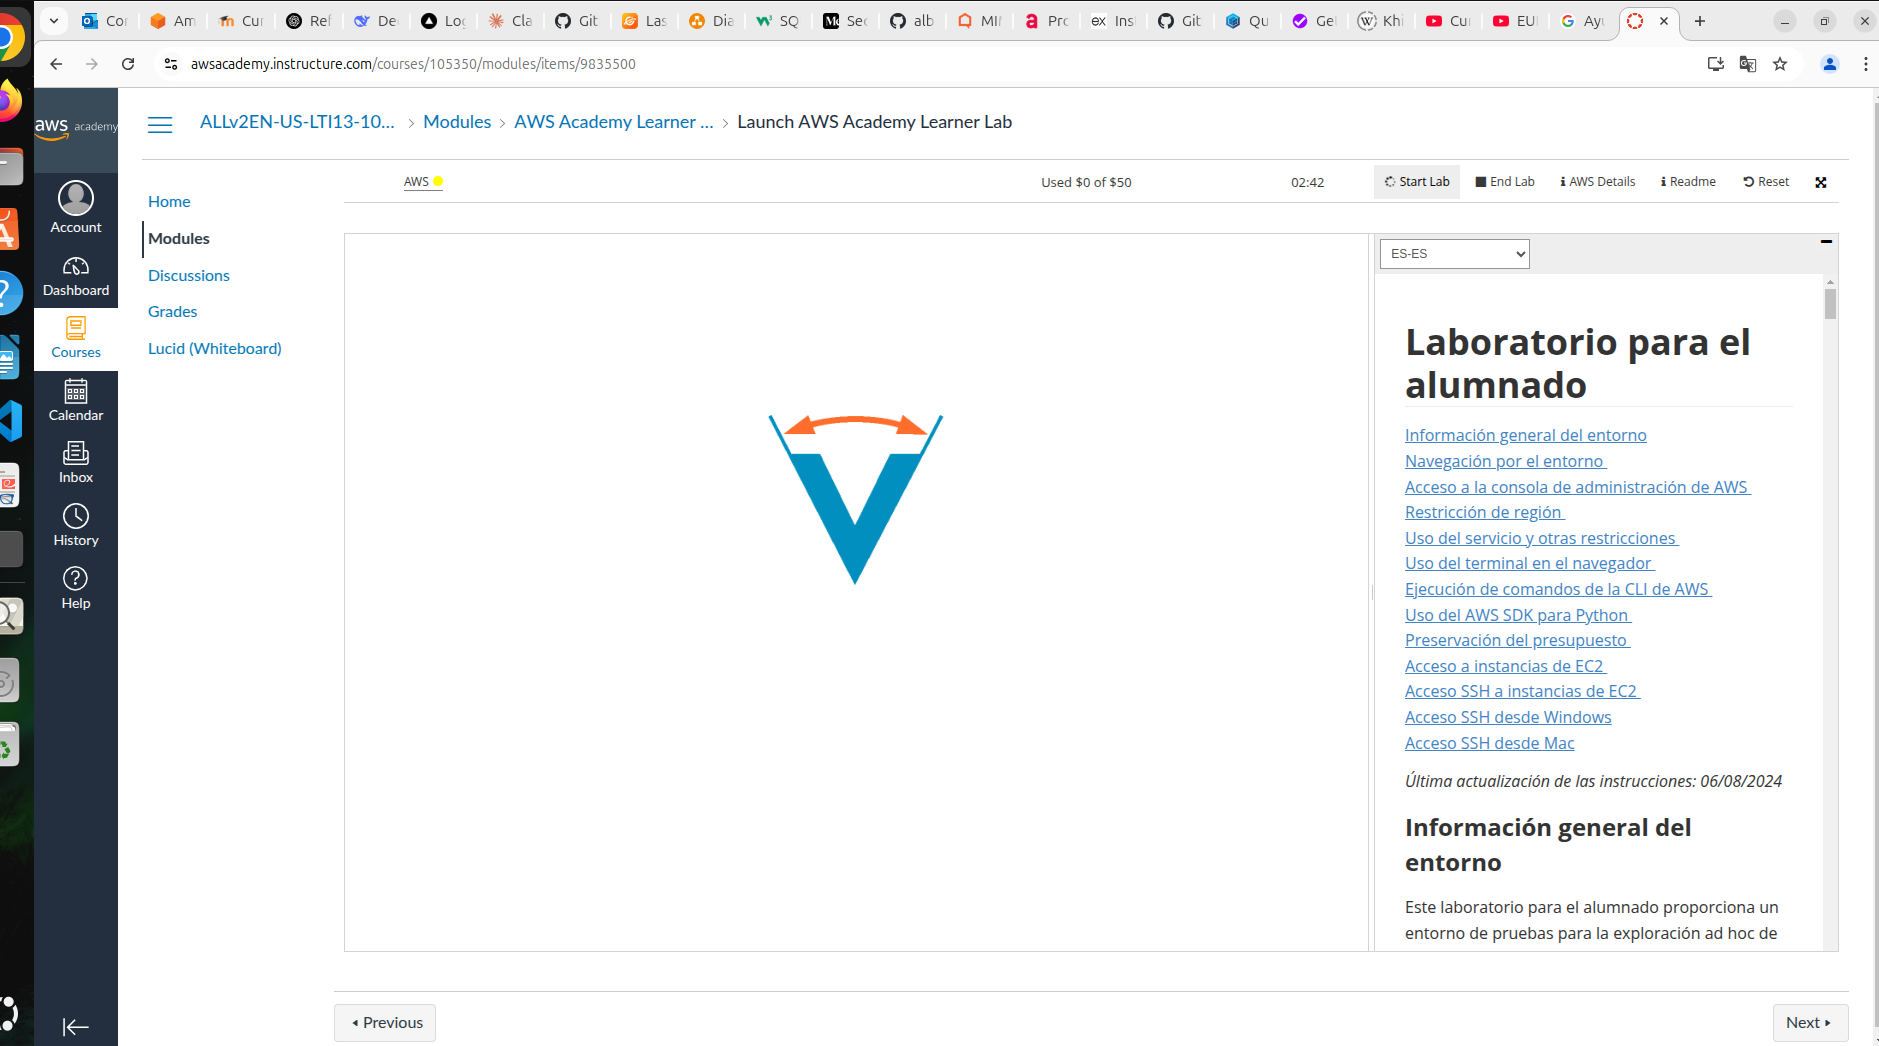 Co
Am
Cur
Ref
De
Log
Cla
Git
Las
Dia
SQ
Sec
alb
MIN
Pro
ex Ins
Git
Qu
Get
Khi
Cur
EU
Ayu
awsacademy.instructure.com/courses/105350/modules/items/9835500
aws academy
ALLv2EN-US-LTI13-10... › Modules › AWS Academy Learner ... › Launch AWS Academy Learner Lab
Account
Dashboard
Courses
Calendar
Inbox
History
Help
Home
Modules
Discussions
Grades
Lucid (Whiteboard)
AWS
Used $0 of $50
02:42
Start Lab
End Lab
AWS Details
Readme
Reset
ES-ES
Laboratorio para el
alumnado
Información general del entorno
Navegación por el entorno
Acceso a la consola de administración de AWS
Restricción de región
Uso del servicio y otras restricciones
Uso del terminal en el navegador
Ejecución de comandos de la CLI de AWS
Uso del AWS SDK para Python
Preservación del presupuesto
Acceso a instancias de EC2
Acceso SSH a instancias de EC2
Acceso SSH desde Windows
Acceso SSH desde Mac
Última actualización de las instrucciones: 06/08/2024
Información general del
entorno
Este laboratorio para el alumnado proporciona un
entorno de pruebas para la exploración ad hoc de
Previous
Next